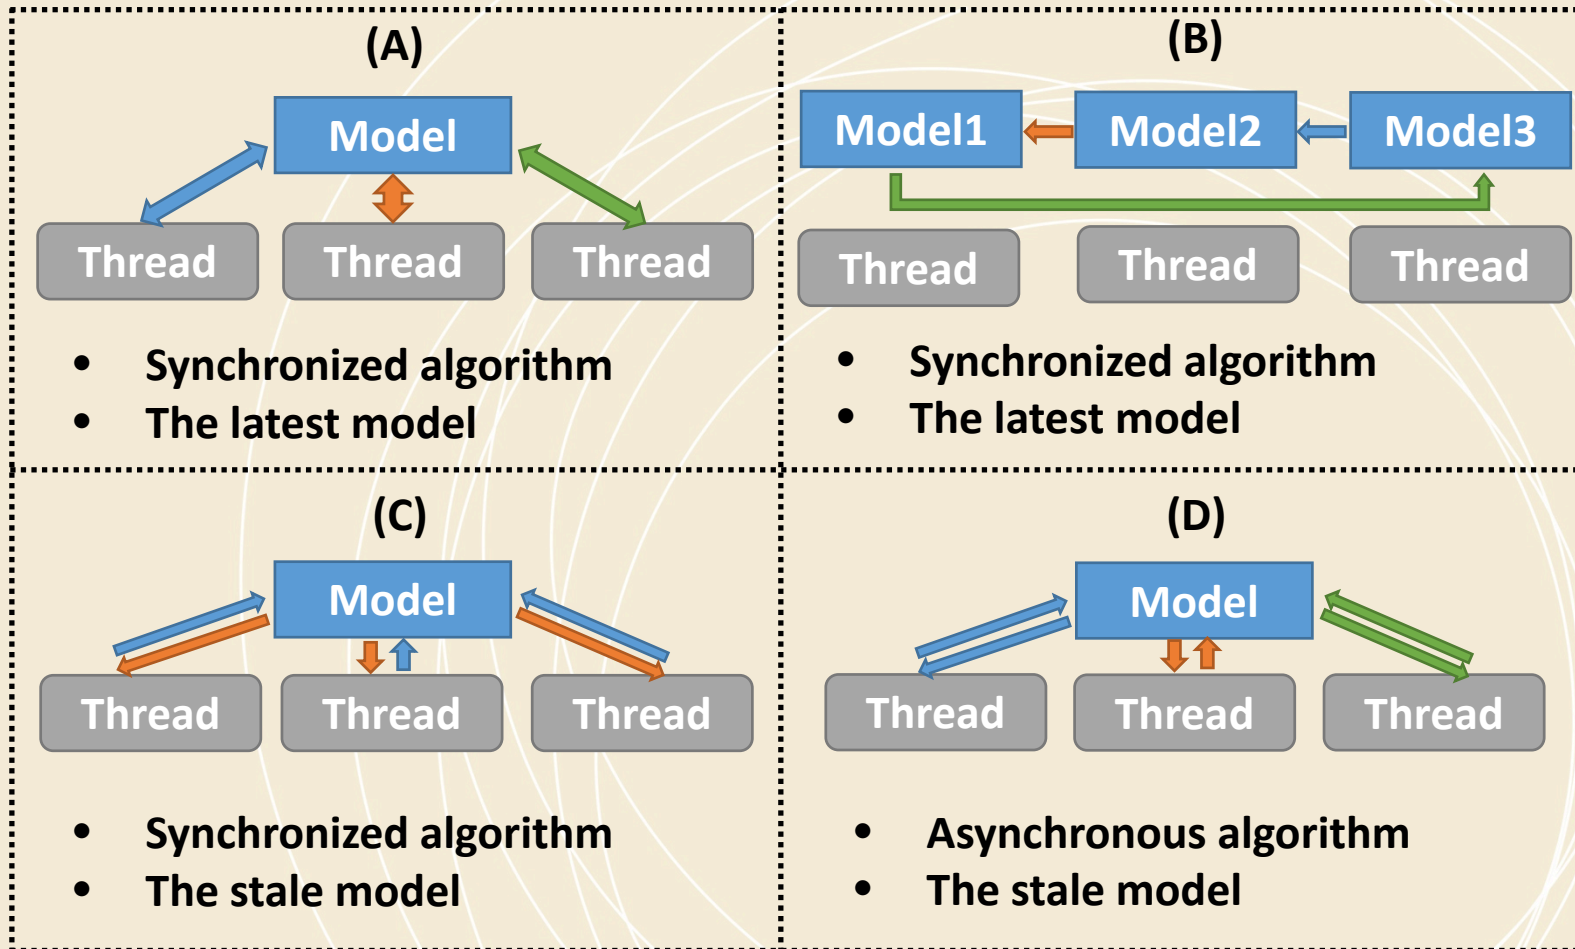 (A)
Model
Thread Thread Thread
• Synchronized algorithm
• The latest model
(B)
Model1 Model2 Model3
Thread Thread Thread
• Synchronized algorithm
• The latest model
(C)
Model
Thread Thread Thread
• Synchronized algorithm
• The stale model
(D)
Model
Thread Thread Thread
• Asynchronous algorithm
• The stale model